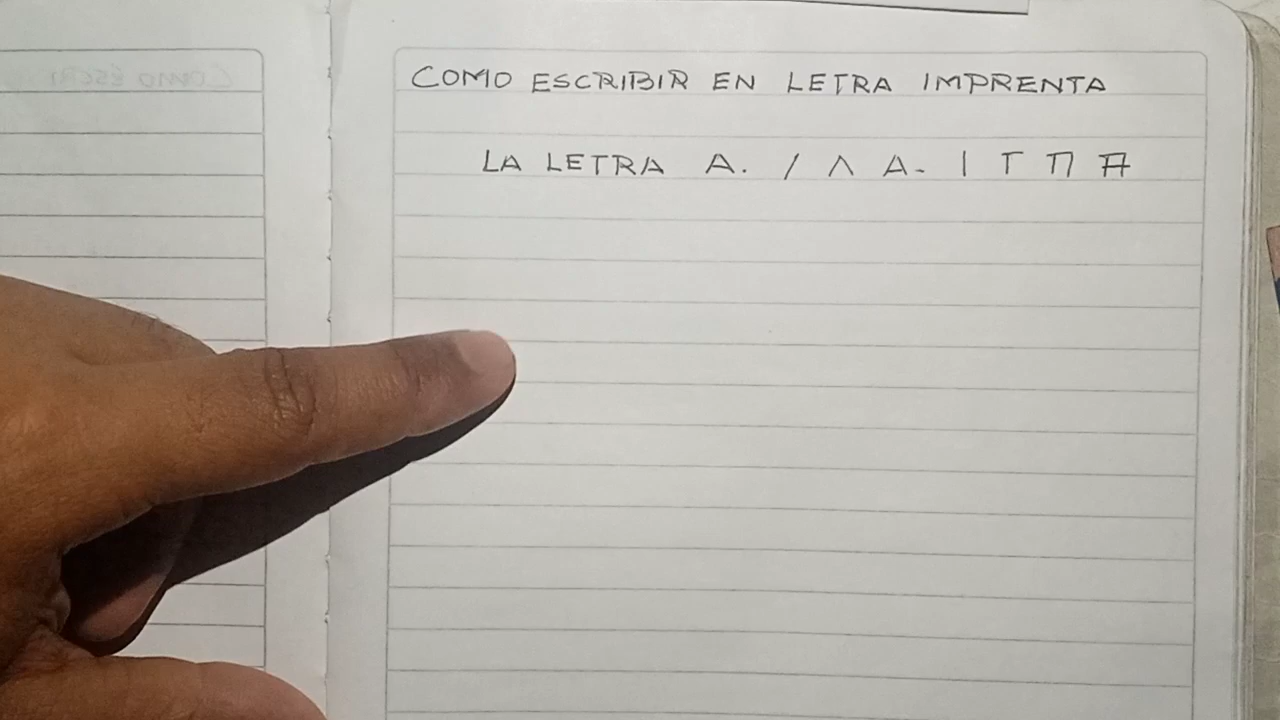 COMO ESCRIBIR EN LETRA IMPRENTA
LA LETRA A. / Λ A. | Γ Π A